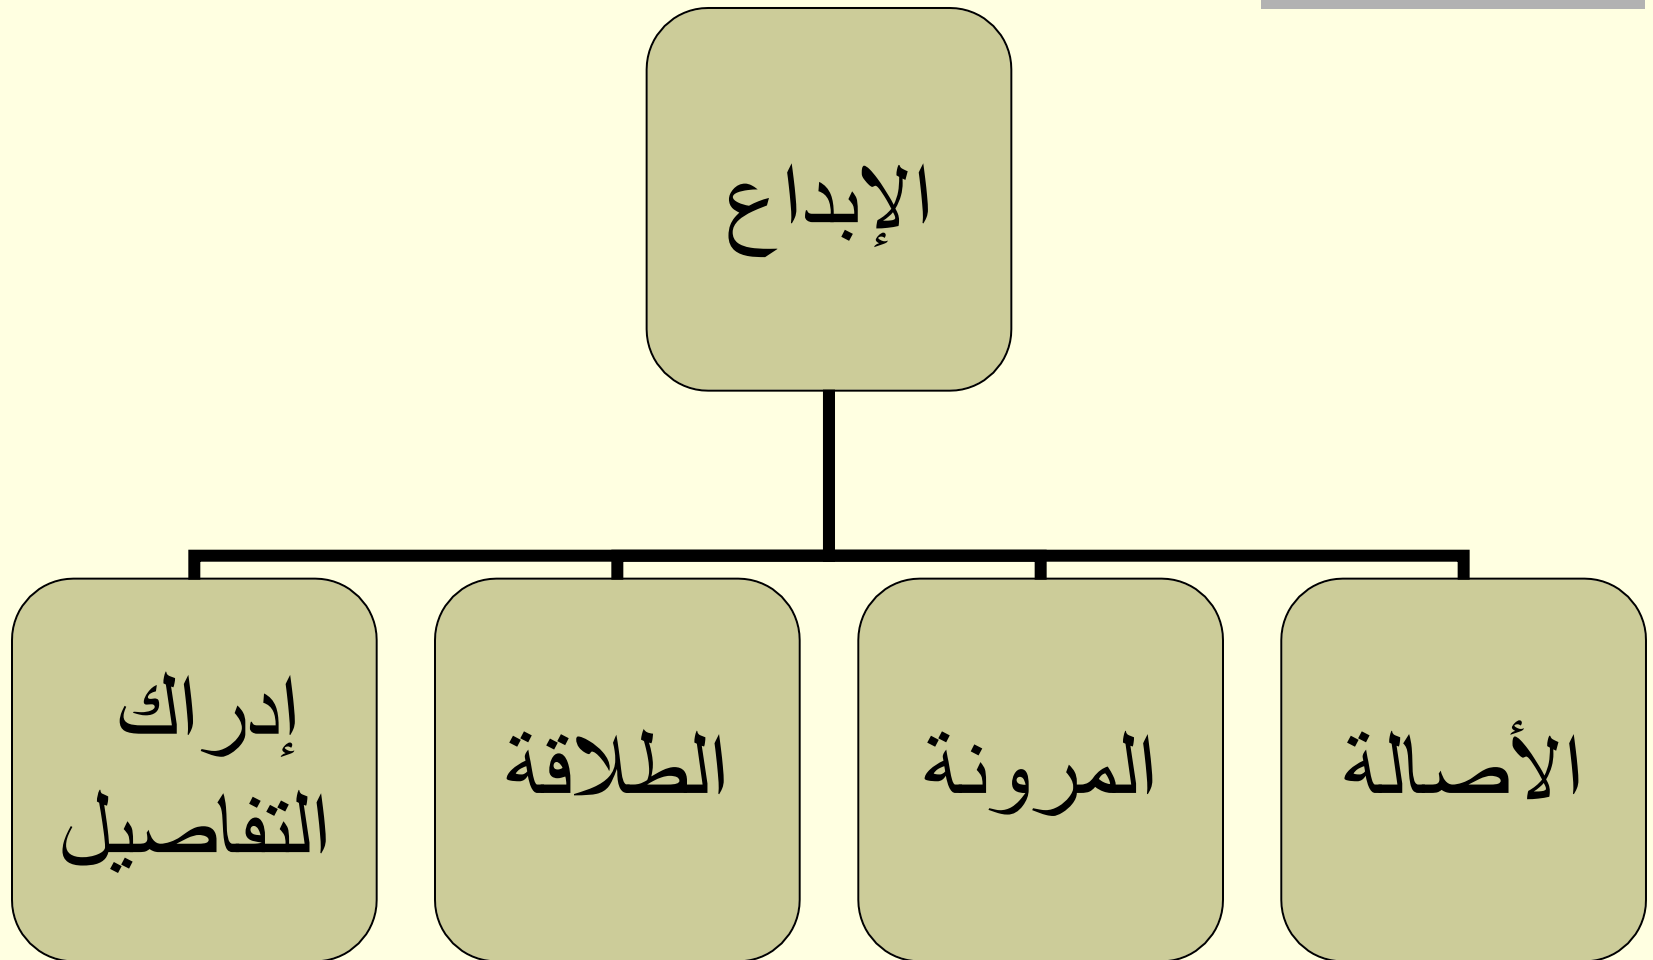 الإبداع
الأصالة
المرونة
الطلاقة
إدراك
التفاصيل